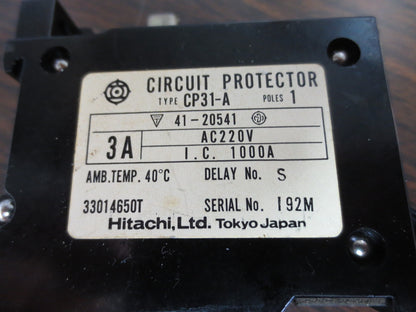 CIRCUIT PROTECTOR
TYPE CP31-A POLES 1
41-20541
3A
AC220V
I.C. 1000A
AMB.TEMP. 40°C DELAY No. S
33014650T SERIAL No. I92M
Hitachi, Ltd. Tokyo Japan